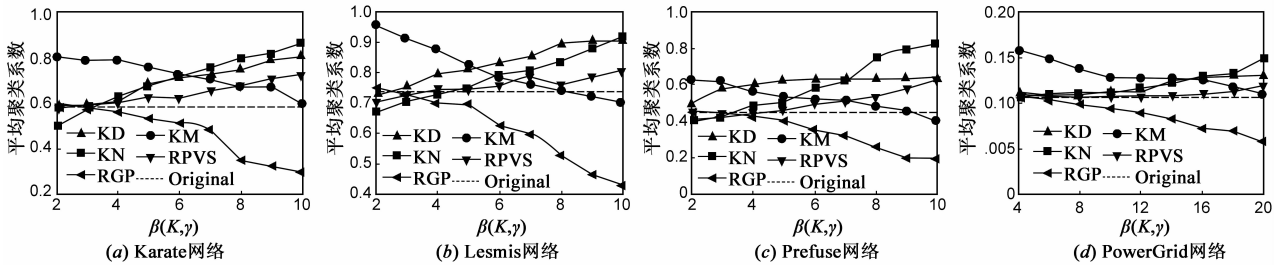 1.0
0.8
0.6
0.4
0.2
平均聚类系数
KD
KM
KN
RPVS
RGP
Original
2 4 6 8 10
β(K,γ)
(a) Karate网络
1.0
0.9
0.8
0.7
0.6
0.5
0.4
平均聚类系数
KD
KM
KN
RPVS
RGP
Original
2 4 6 8 10
β(K,γ)
(b) Lesmis网络
1.0
0.8
0.6
0.4
0.2
0
平均聚类系数
KD
KM
KN
RPVS
RGP
Original
2 4 6 8 10
β(K,γ)
(c) Prefuse网络
0.20
0.15
0.10
.005
0
平均聚类系数
KD
KM
KN
RPVS
RGP
Original
4 8 12 16 20
β(K,γ)
(d) PowerGrid网络